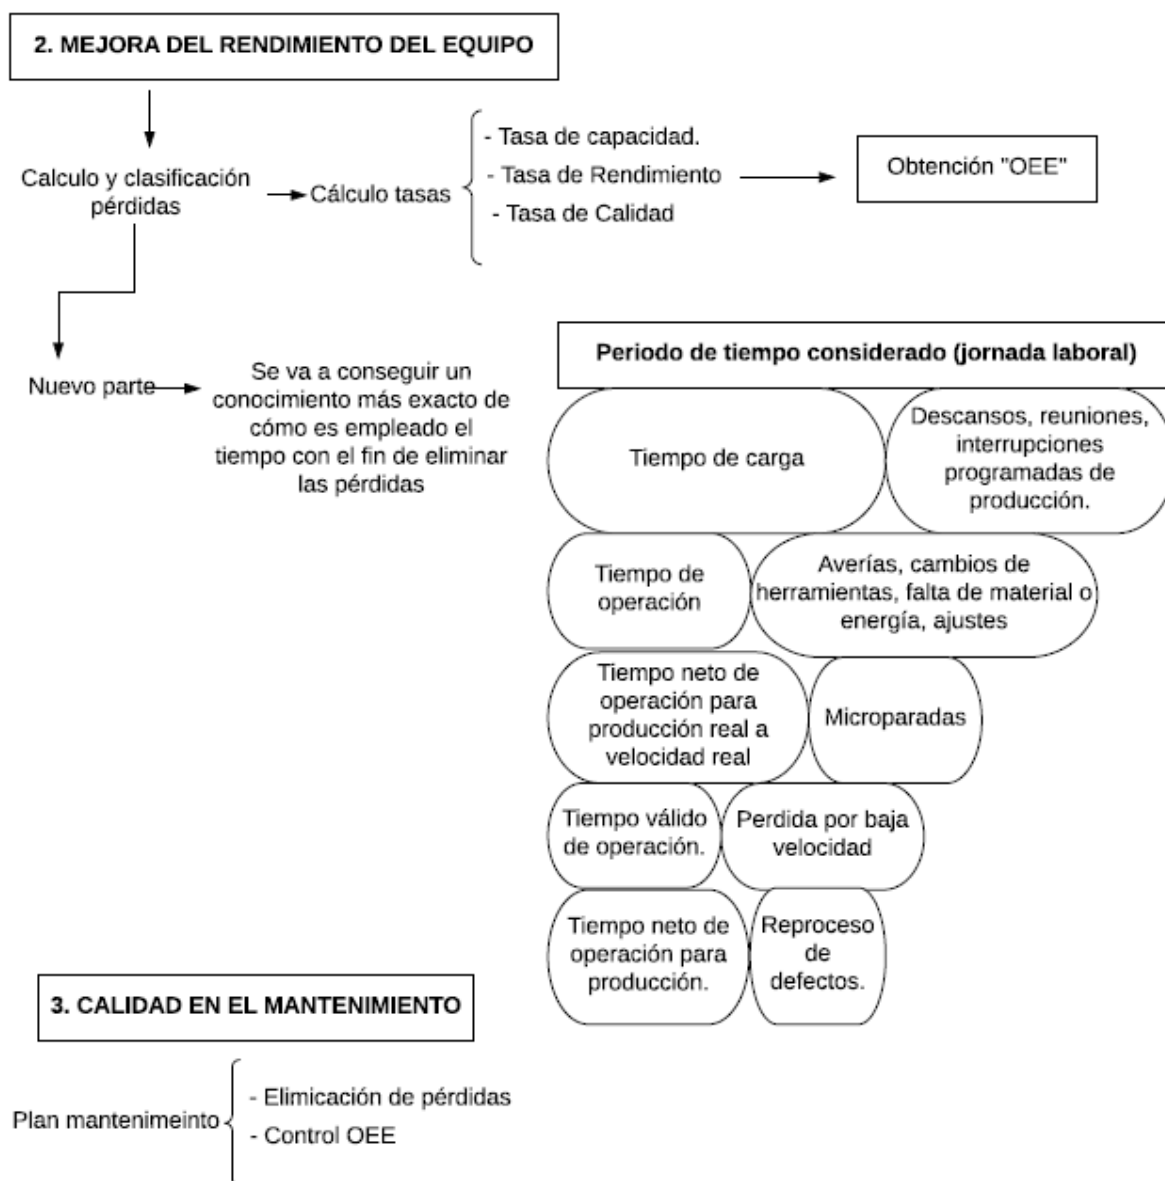 2. MEJORA DEL RENDIMIENTO DEL EQUIPO
Calculo y clasificación
pérdidas
Cálculo tasas
- Tasa de capacidad.
- Tasa de Rendimiento
- Tasa de Calidad
Obtención "OEE"
Nuevo parte
Se va a conseguir un
conocimiento más exacto de
cómo es empleado el
tiempo con el fin de eliminar
las pérdidas
Periodo de tiempo considerado (jornada laboral)
Tiempo de carga
Descansos, reuniones,
interrupciones
programadas de
producción.
Tiempo de
operación
Averías, cambios de
herramientas, falta de material o
energía, ajustes
Tiempo neto de
operación para
producción real a
velocidad real
Microparadas
Tiempo válido
de operación.
Perdida por baja
velocidad
Tiempo neto de
operación para
producción.
Reproceso
de
defectos.
3. CALIDAD EN EL MANTENIMIENTO
Plan mantenimeinto
- Elimicación de pérdidas
- Control OEE